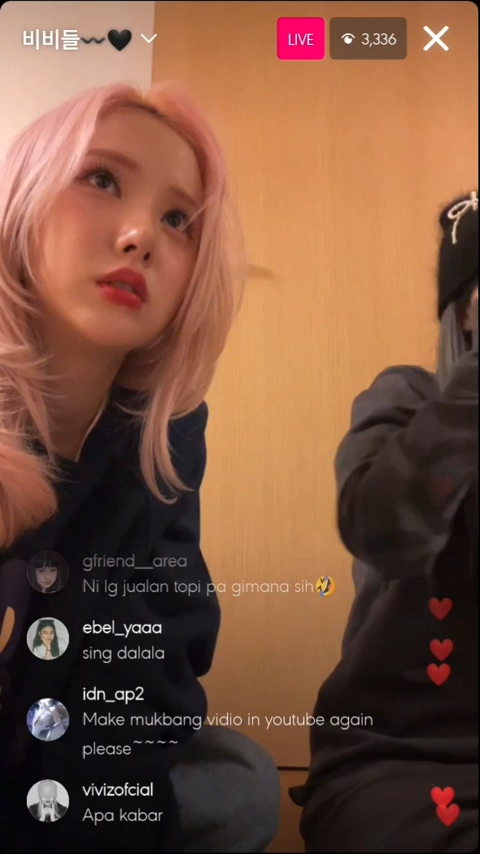 비비들〰️🖤
LIVE
3,336
gfriend__area
Ni lg jualan topi pa gimana sih🤣
ebel_yaaa
sing dalala
idn_ap2
Make mukbang vidio in youtube again
please~~~~
vivizofcial
Apa kabar